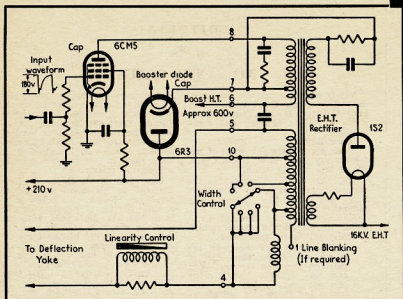 Cap
6CM5
8
Input
waveform
180v
Booster diode
Cap
7
Boost H.T.
6
Approx 600v
5
E.H.T.
Rectifier
1S2
6R3
10
+210 v
Width
Control
Linearity Control
To Deflection
Yoke
4
1 Line Blanking
(If required)
16K.V. E.H.T